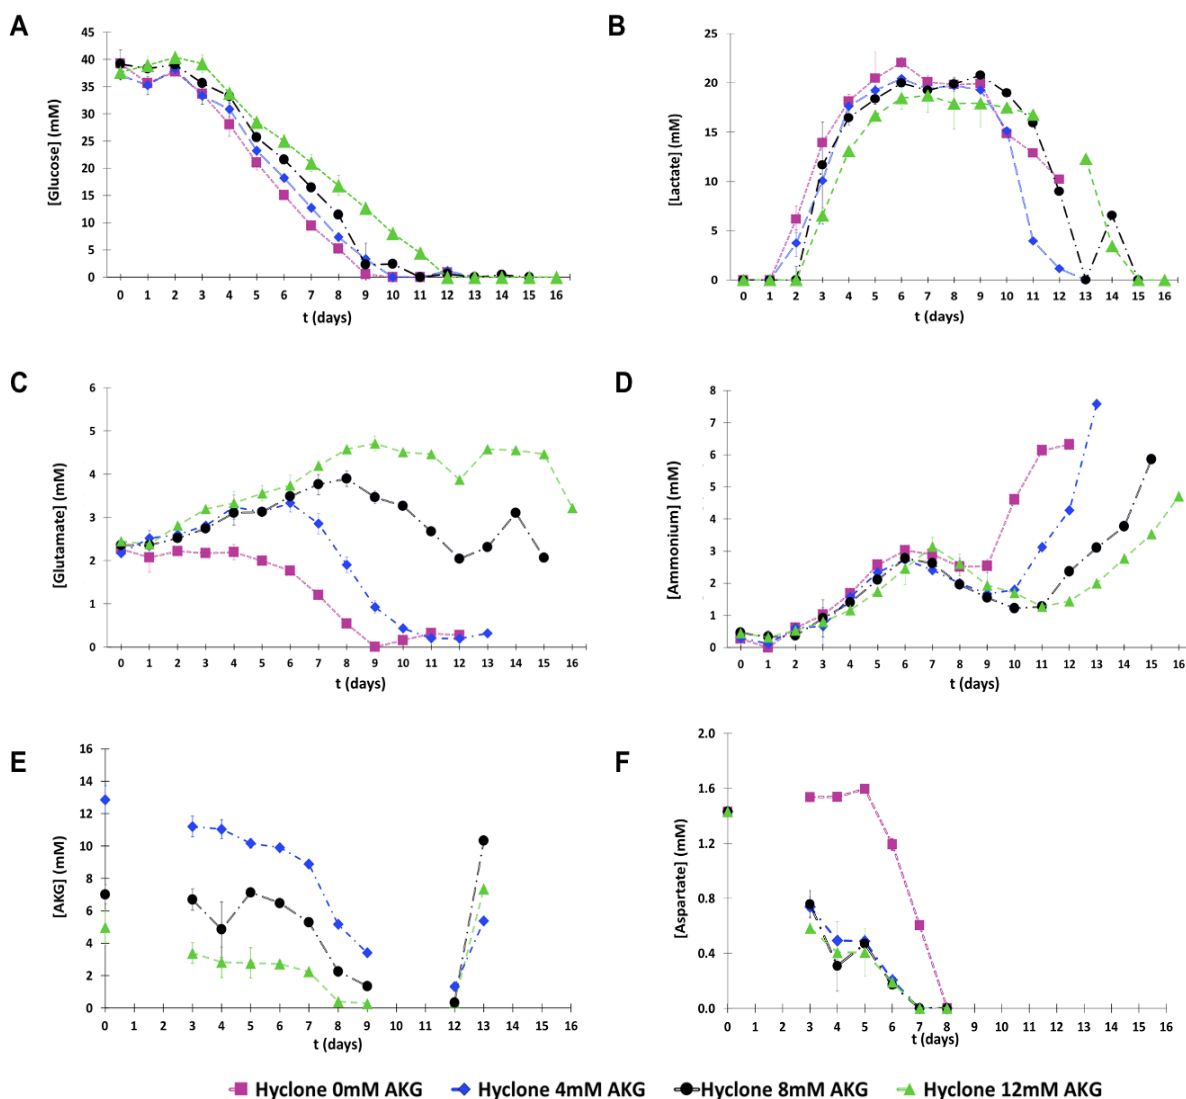 A
[Glucose] (mM)
45
40
35
30
25
20
15
10
5
0
0 1 2 3 4 5 6 7 8 9 10 11 12 13 14 15 16
t (days)
B
[Lactate] (mM)
25
20
15
10
5
0
0 1 2 3 4 5 6 7 8 9 10 11 12 13 14 15 16
t (days)
C
[Glutamate] (mM)
6
5
4
3
2
1
0
0 1 2 3 4 5 6 7 8 9 10 11 12 13 14 15 16
t (days)
D
[Ammonium] (mM)
8
7
6
5
4
3
2
1
0
0 1 2 3 4 5 6 7 8 9 10 11 12 13 14 15 16
t (days)
E
[AKG] (mM)
16
14
12
10
8
6
4
2
0
0 1 2 3 4 5 6 7 8 9 10 11 12 13 14 15 16
t (days)
F
[Aspartate] (mM)
2.0
1.6
1.2
0.8
0.4
0.0
0 1 2 3 4 5 6 7 8 9 10 11 12 13 14 15 16
t (days)
Hyclone 0mM AKG Hyclone 4mM AKG Hyclone 8mM AKG Hyclone 12mM AKG